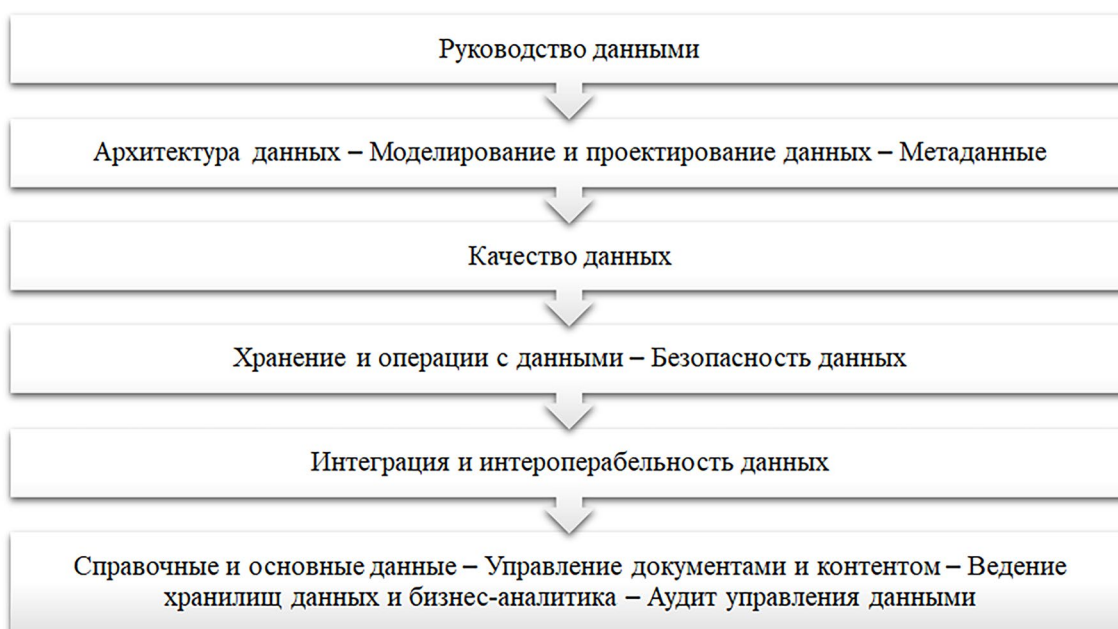 Руководство данными
Архитектура данных – Моделирование и проектирование данных – Метаданные
Качество данных
Хранение и операции с данными – Безопасность данных
Интеграция и интероперабельность данных
Справочные и основные данные – Управление документами и контентом – Ведение
хранилищ данных и бизнес-аналитика – Аудит управления данными